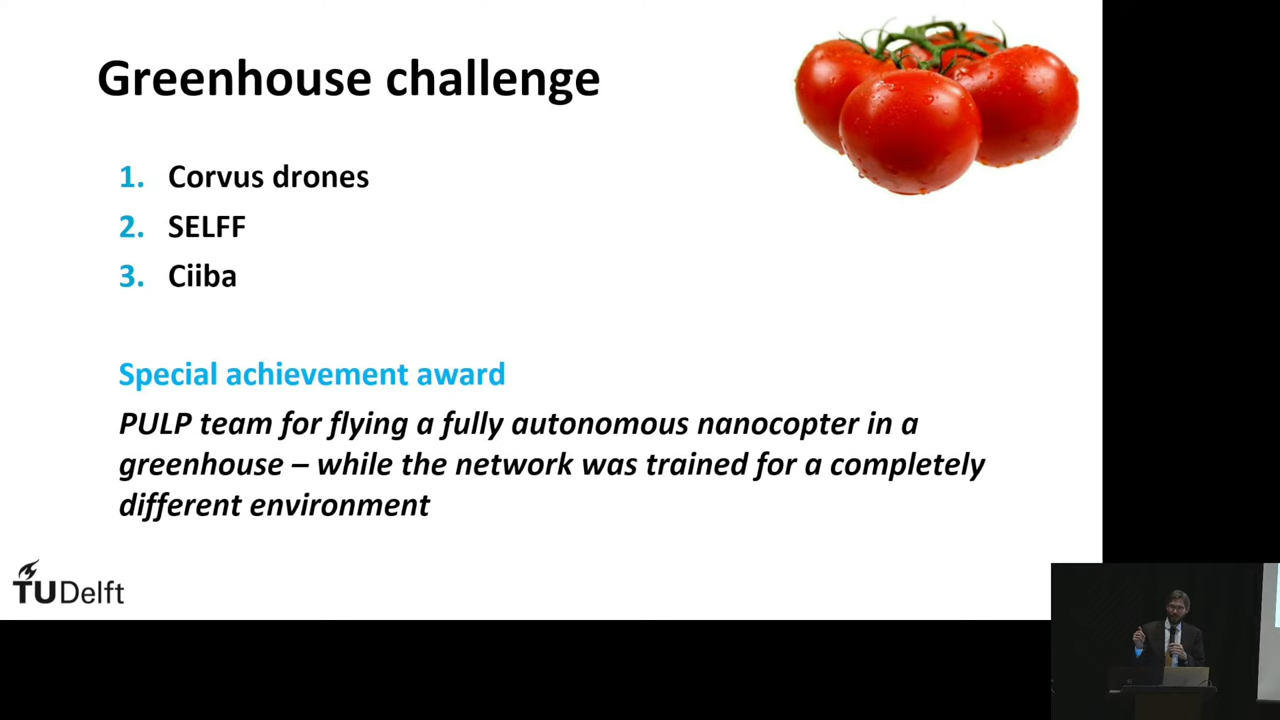 Greenhouse challenge
1. Corvus drones
2. SELFF
3. Ciiba
Special achievement award
PULP team for flying a fully autonomous nanocopter in a
greenhouse – while the network was trained for a completely
different environment
TUDelft